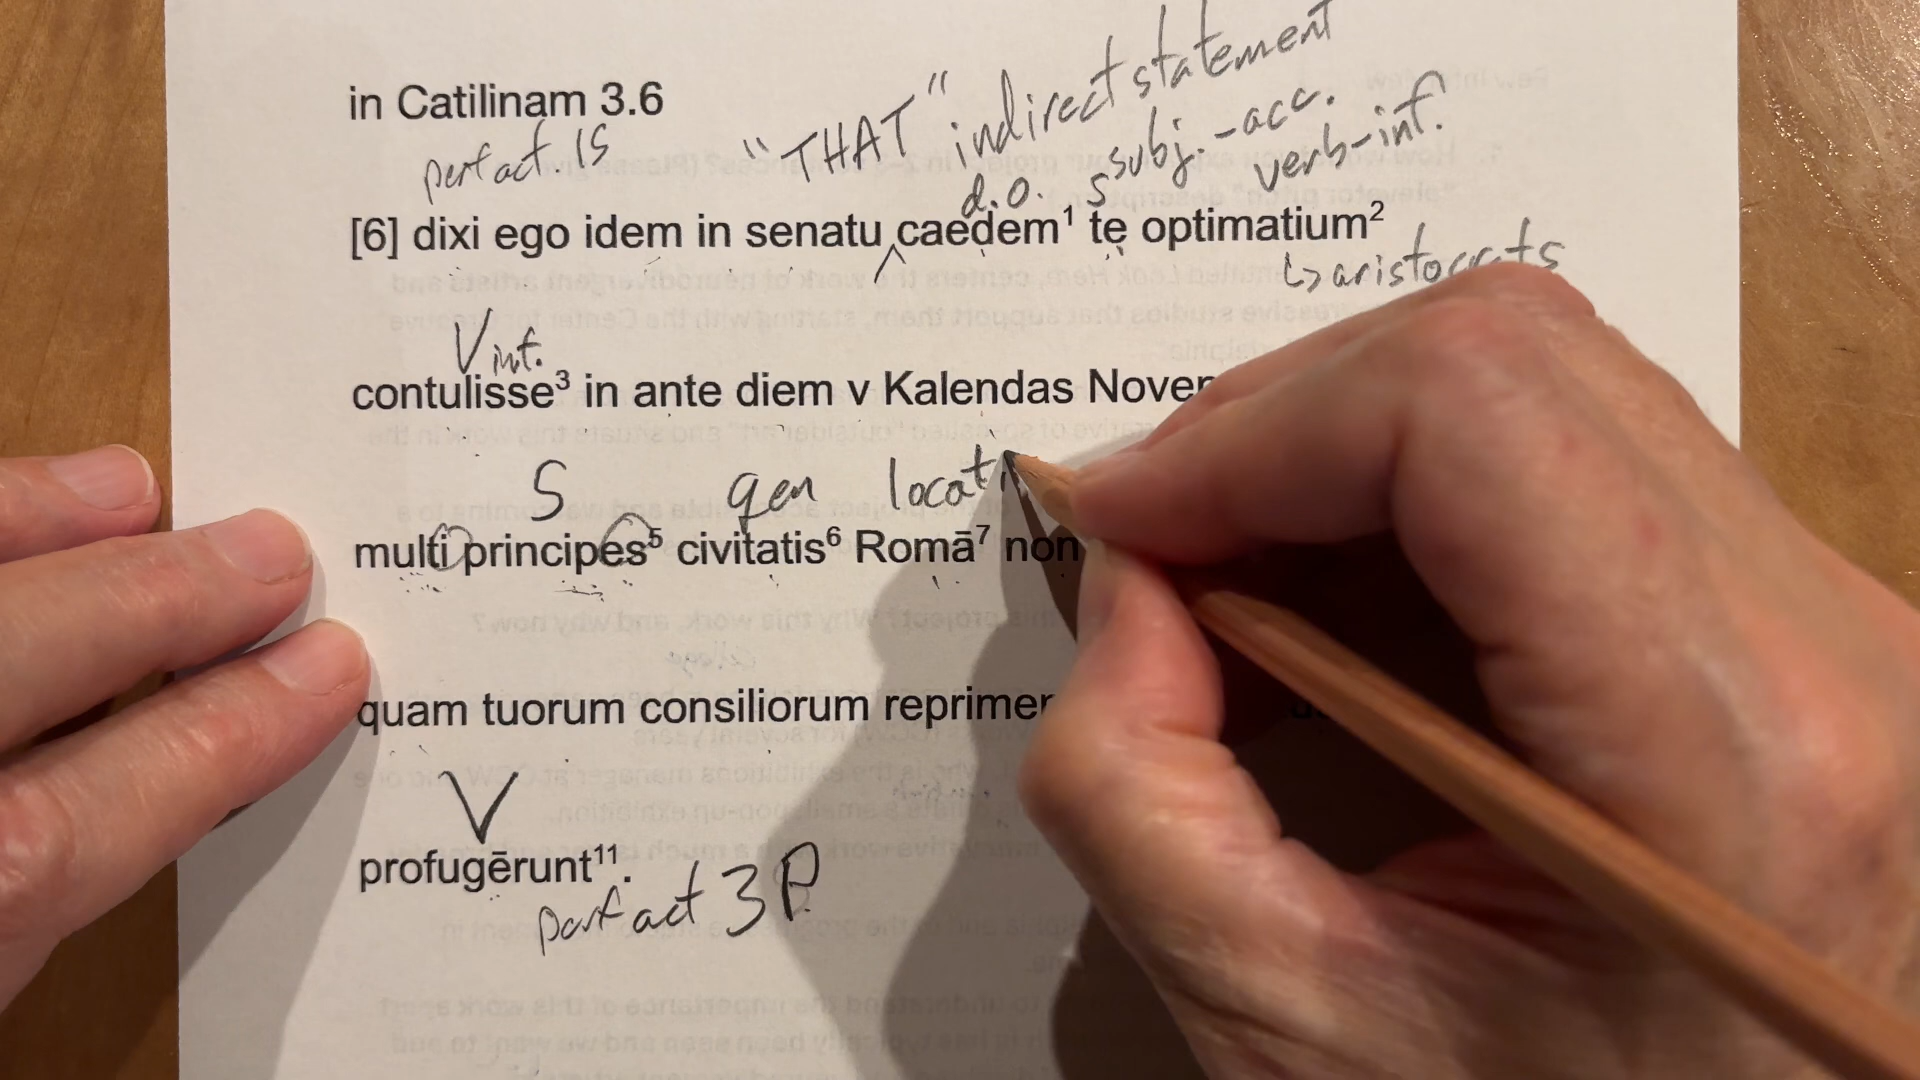 in Catilinam 3.6
perf act. 1S
"THAT" indirect statement
d.o. s subj. - acc.
verb-inf.
[6] dixi ego idem in senatu caedem¹ te optimatium²
↳ aristocrats
V inf.
contulisse³ in ante diem v Kalendas Novem
S gen locati
multi principes⁵ civitatis⁶ Romā⁷ non
quam tuorum consiliorum reprimen
V
profugērunt¹¹.
perf act 3P